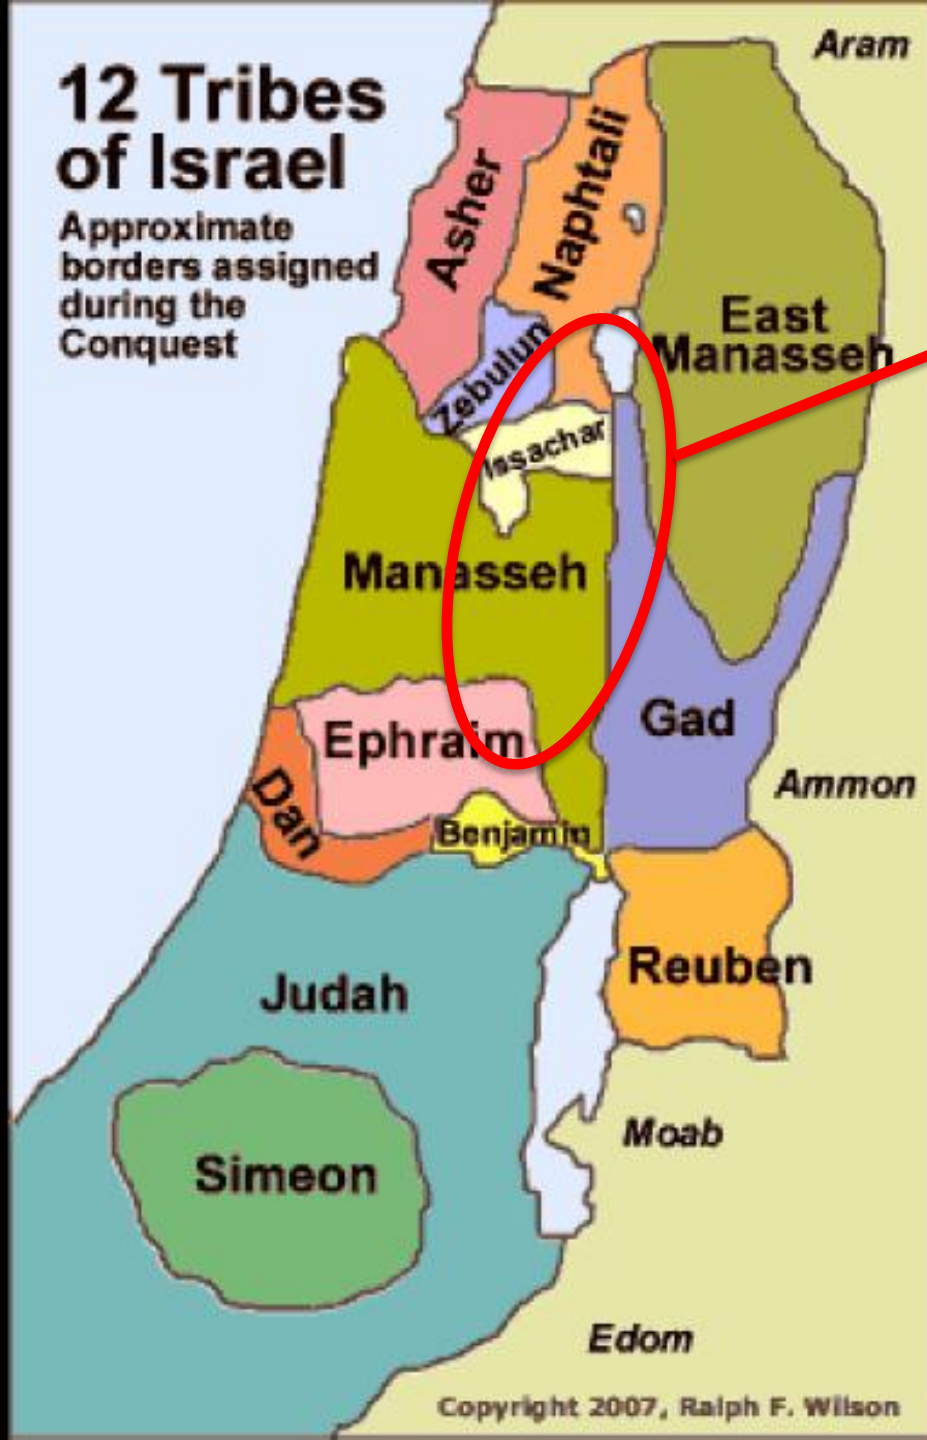 12 Tribes
of Israel
Approximate
borders assigned
during the
Conquest
Aram
Asher
Naphtali
East
Manasseh
Zebulun
Issachar
Manasseh
Ephraim
Gad
Dan
Ammon
Benjamin
Reuben
Judah
Moab
Simeon
Edom
Copyright 2007, Ralph F. Wilson